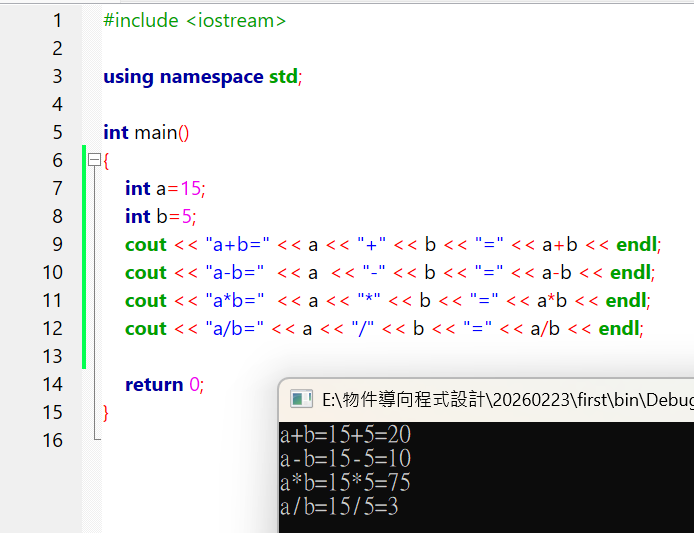 1 #include <iostream>
2
3 using namespace std;
4
5 int main()
6 {
7 int a=15;
8 int b=5;
9 cout << "a+b=" << a << "+" << b << "=" << a+b << endl;
10 cout << "a-b="  << a  << "-" << b << "=" << a-b << endl;
11 cout << "a*b="  << a << "*" << b << "=" << a*b << endl;
12 cout << "a/b=" << a << "/" << b << "=" << a/b << endl;
13
14 return 0;
15 }
16
E:\物件導向程式設計\20260223\first\bin\Debug
a+b=15+5=20
a-b=15-5=10
a*b=15*5=75
a/b=15/5=3